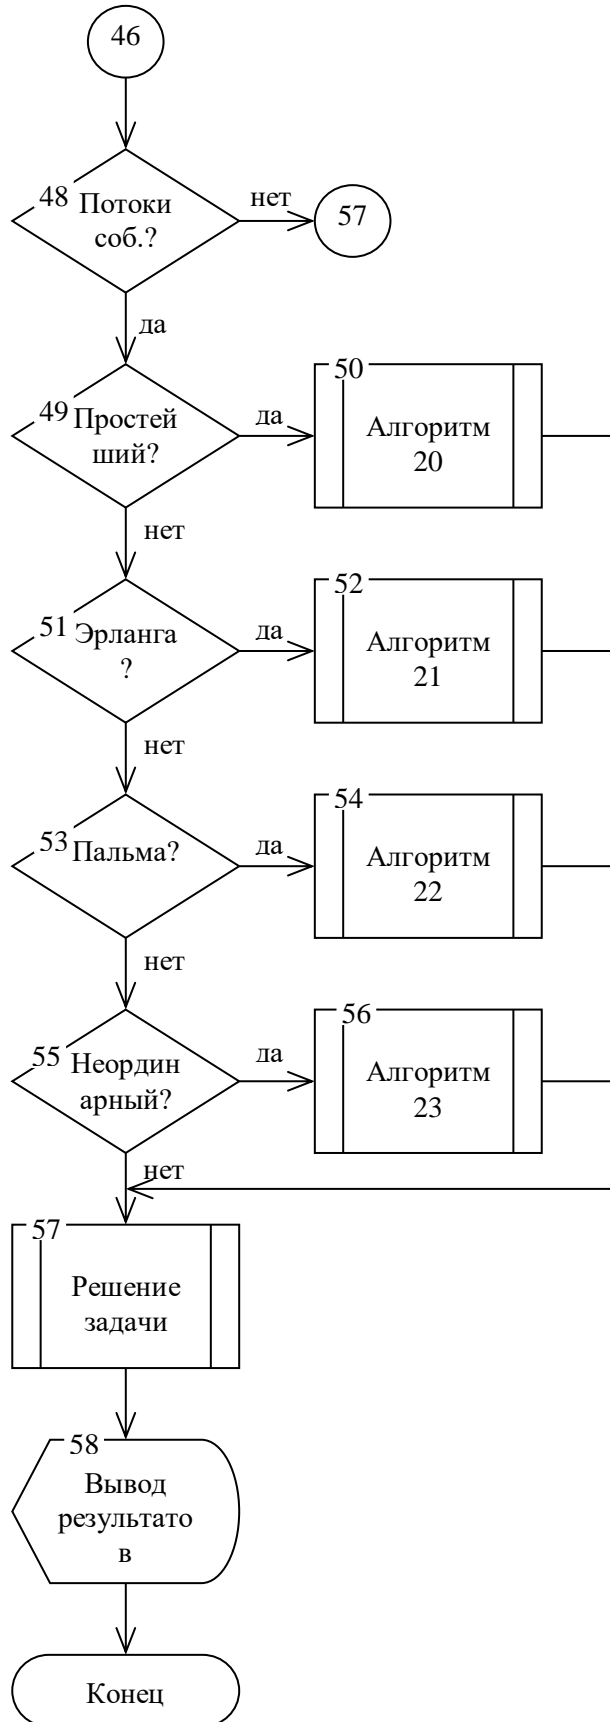 46
48
Потоки
соб.?
нет
57
да
49
Простей
ший?
да
50
Алгоритм
20
нет
51
Эрланга
?
да
52
Алгоритм
21
нет
53
Пальма?
да
54
Алгоритм
22
нет
55
Неордин
арный?
да
56
Алгоритм
23
нет
57
Решение
задачи
58
Вывод
результато
в
Конец